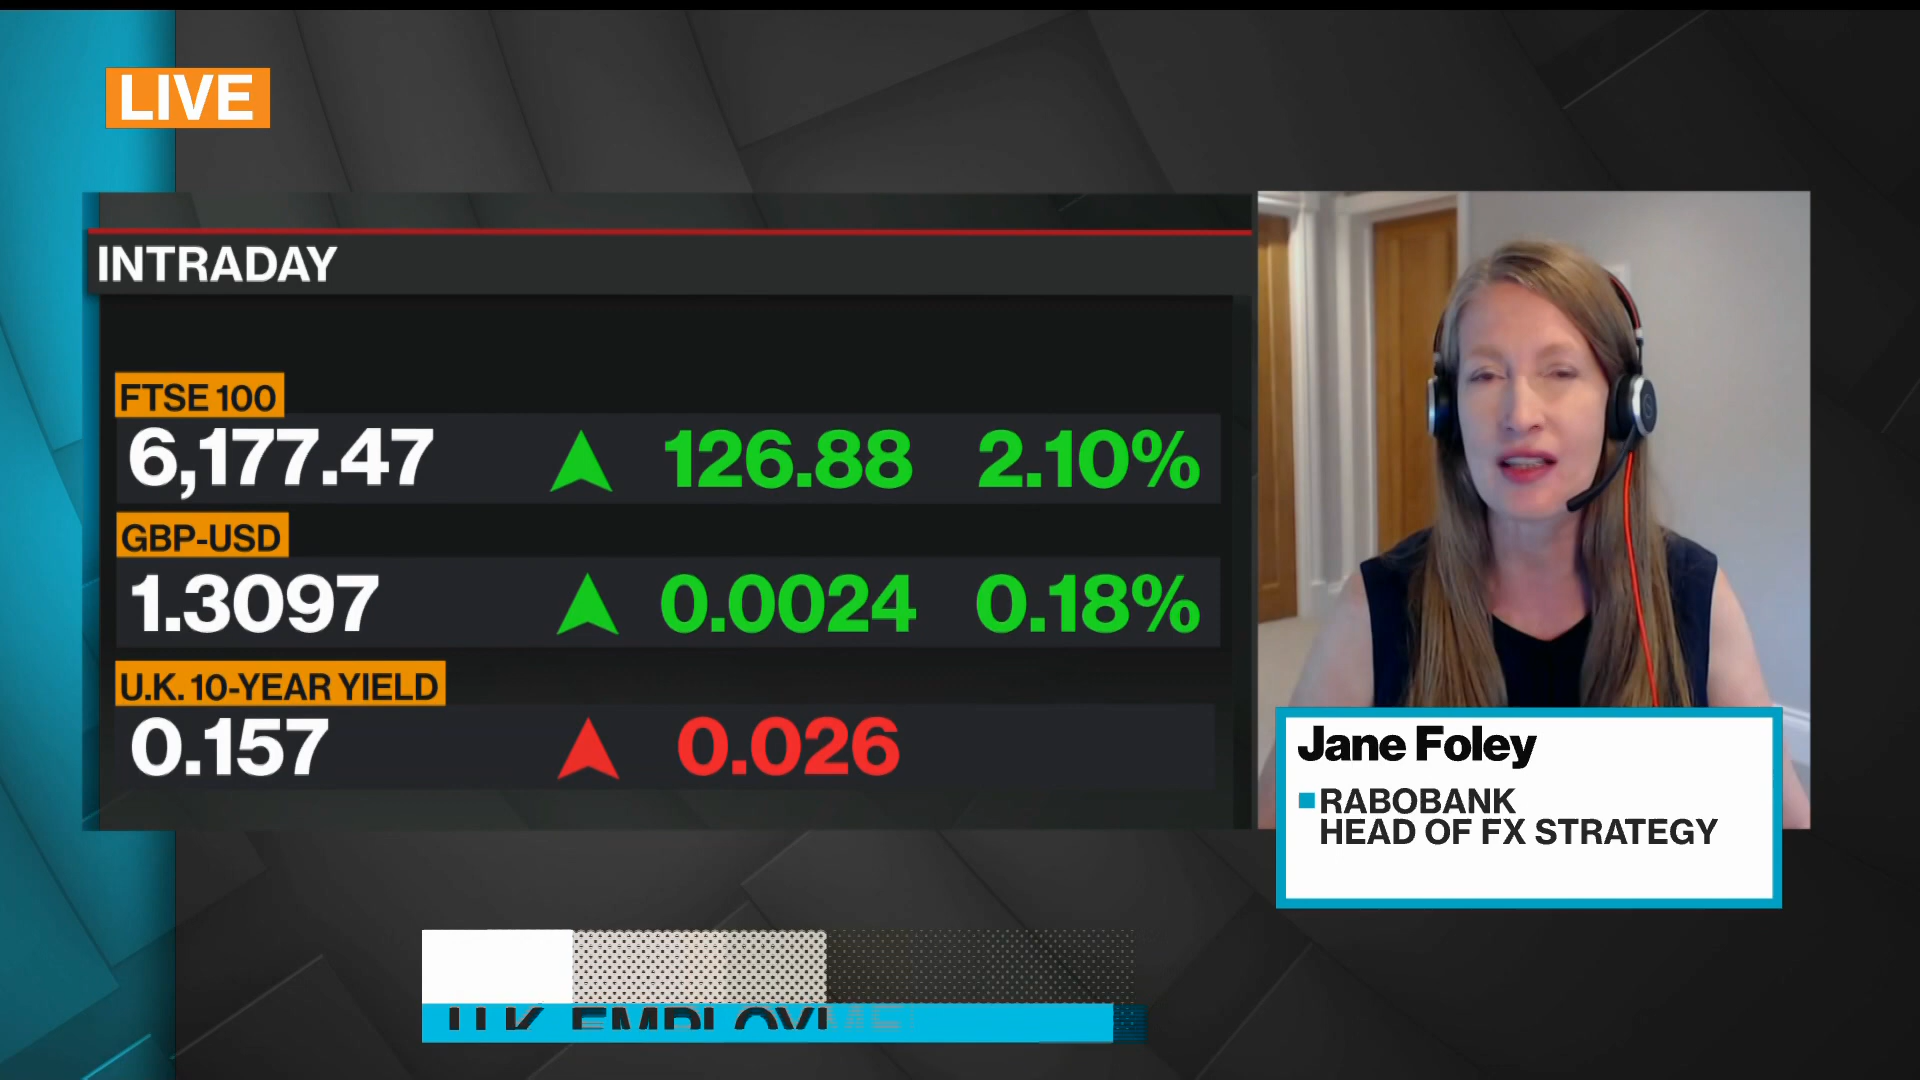 LIVE
INTRADAY
FTSE 100
6,177.47 ▲ 126.88 2.10%
GBP-USD
1.3097 ▲ 0.0024 0.18%
U.K. 10-YEAR YIELD
0.157 ▲ 0.026
Jane Foley
RABOBANK
HEAD OF FX STRATEGY
U.K.